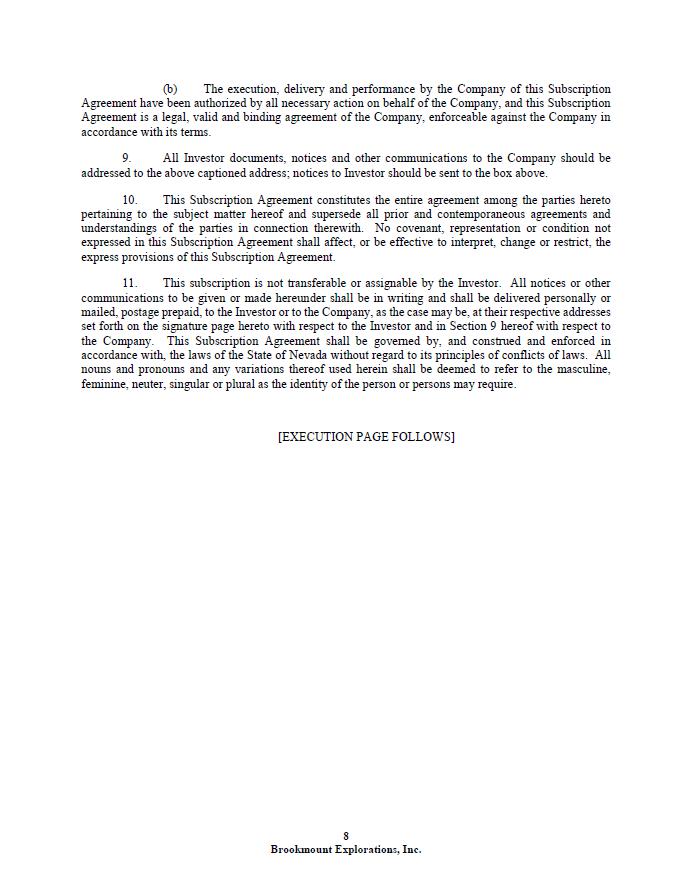 (b) The execution, delivery and performance by the Company of this Subscription
Agreement have been authorized by all necessary action on behalf of the Company, and this Subscription
Agreement is a legal, valid and binding agreement of the Company, enforceable against the Company in
accordance with its terms.
9. All Investor documents, notices and other communications to the Company should be
addressed to the above captioned address; notices to Investor should be sent to the box above.
10. This Subscription Agreement constitutes the entire agreement among the parties hereto
pertaining to the subject matter hereof and supersede all prior and contemporaneous agreements and
understandings of the parties in connection therewith. No covenant, representation or condition not
expressed in this Subscription Agreement shall affect, or be effective to interpret, change or restrict, the
express provisions of this Subscription Agreement.
11. This subscription is not transferable or assignable by the Investor. All notices or other
communications to be given or made hereunder shall be in writing and shall be delivered personally or
mailed, postage prepaid, to the Investor or to the Company, as the case may be, at their respective addresses
set forth on the signature page hereto with respect to the Investor and in Section 9 hereof with respect to
the Company. This Subscription Agreement shall be governed by, and construed and enforced in
accordance with, the laws of the State of Nevada without regard to its principles of conflicts of laws. All
nouns and pronouns and any variations thereof used herein shall be deemed to refer to the masculine,
feminine, neuter, singular or plural as the identity of the person or persons may require.
[EXECUTION PAGE FOLLOWS]
8
Brookmount Explorations, Inc.